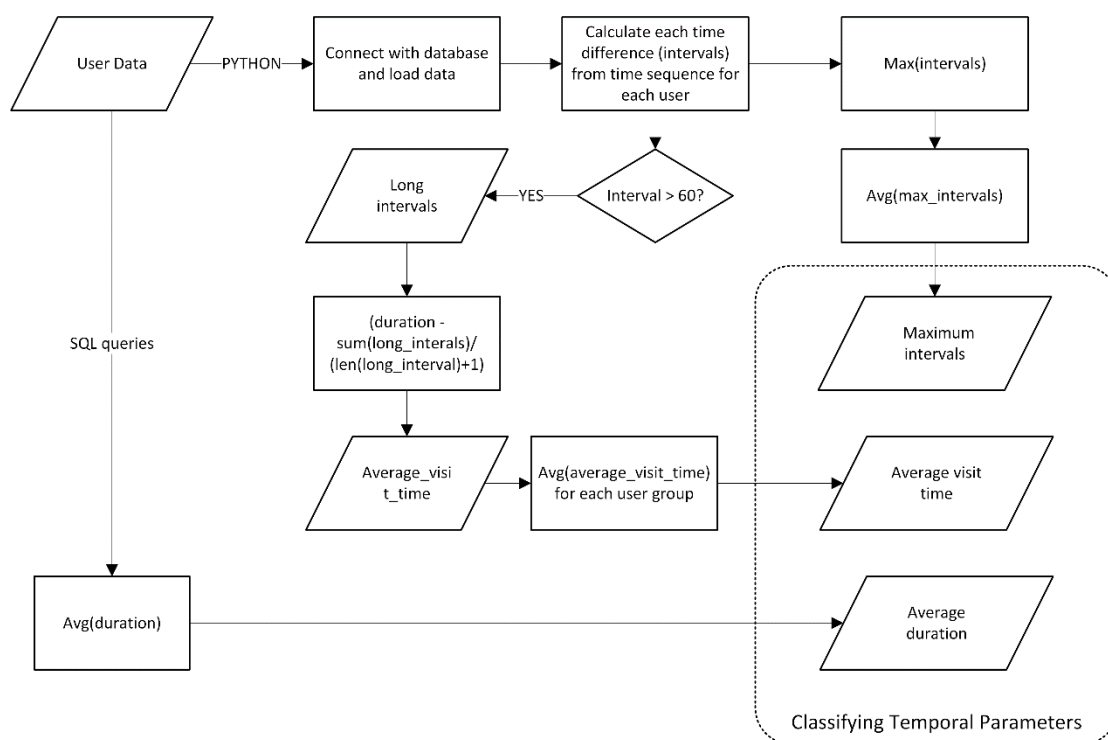 User Data
PYTHON
Connect with database
and load data
Calculate each time
difference (intervals)
from time sequence for
each user
Max(intervals)
Long
intervals
YES
Interval > 60?
Avg(max_intervals)
SQL queries
(duration -
sum(long_interals)/
(len(long_interval)+1)
Maximum
intervals
Average_visi
t_time
Avg(average_visit_time)
for each user group
Average visit
time
Avg(duration)
Average
duration
Classifying Temporal Parameters